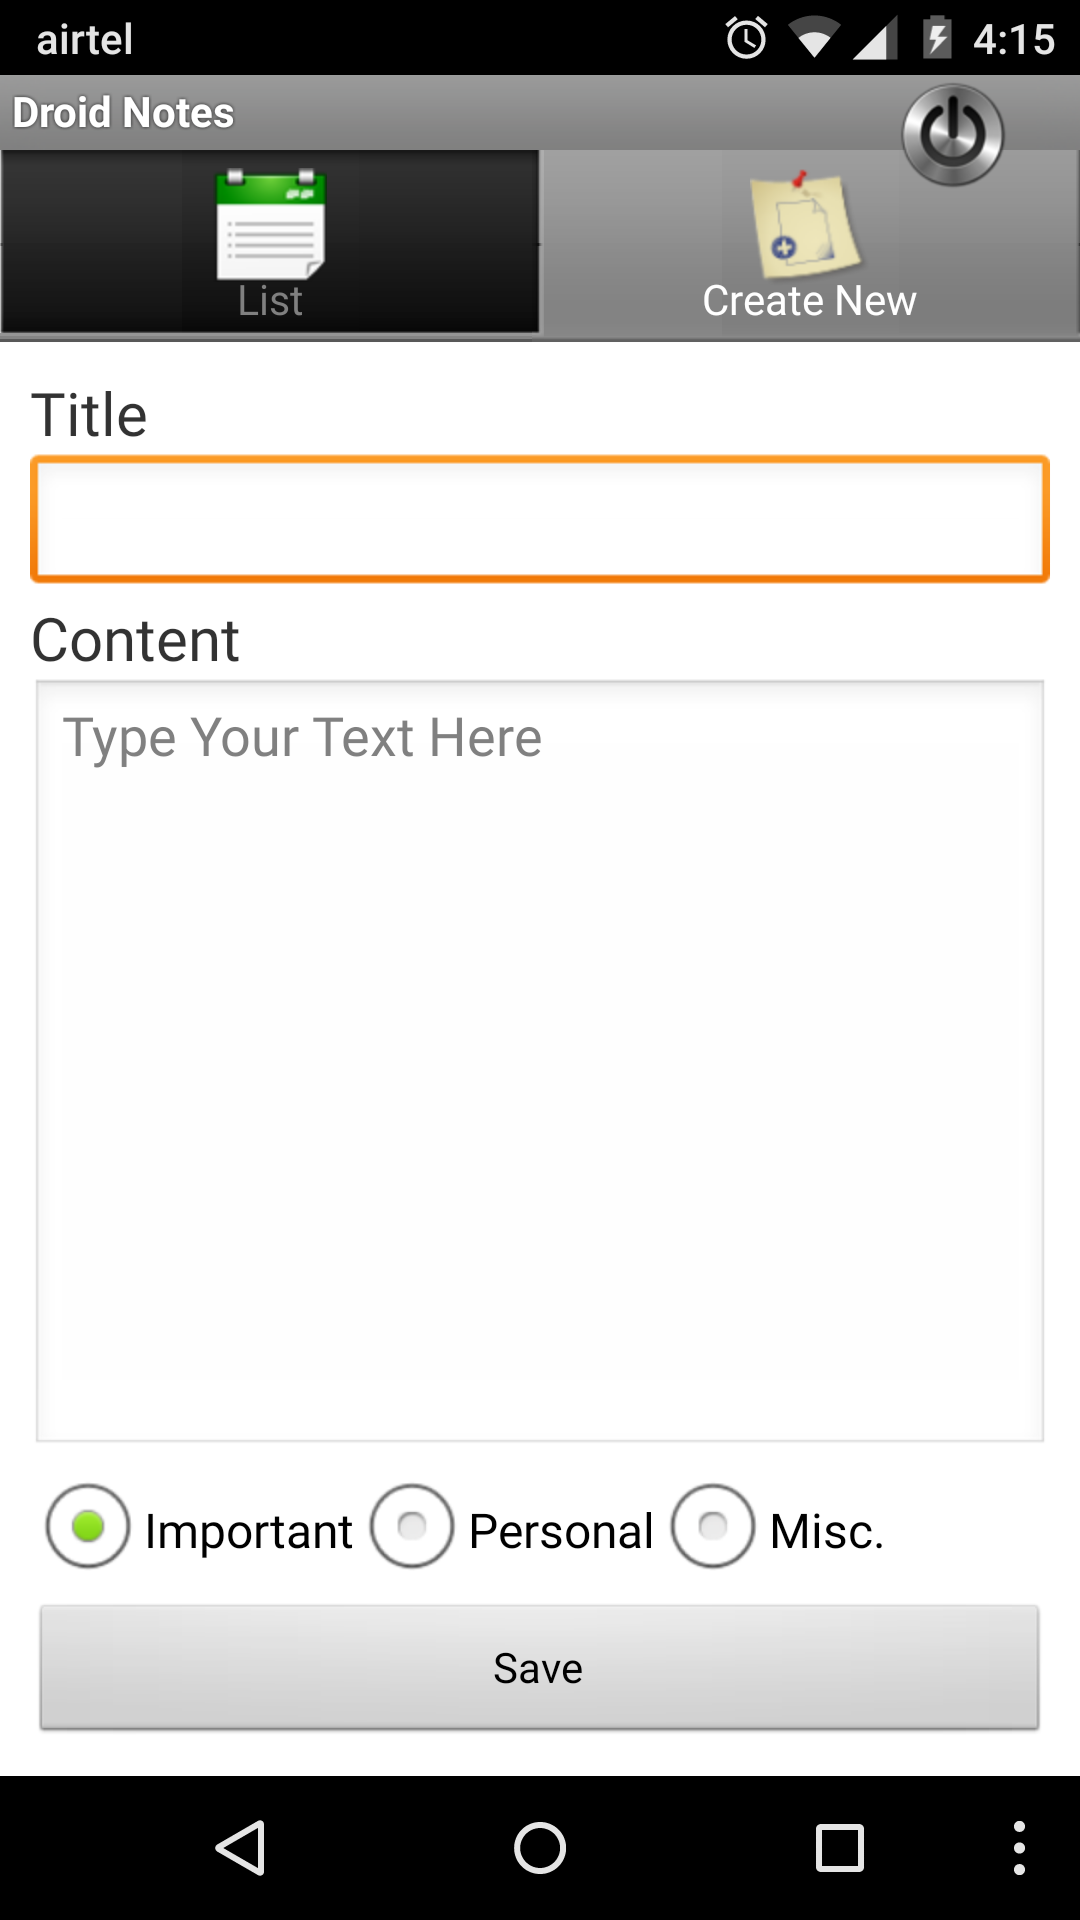 airtel 4:15
Droid Notes
List Create New
Title
Content
Type Your Text Here
Important Personal Misc.
Save